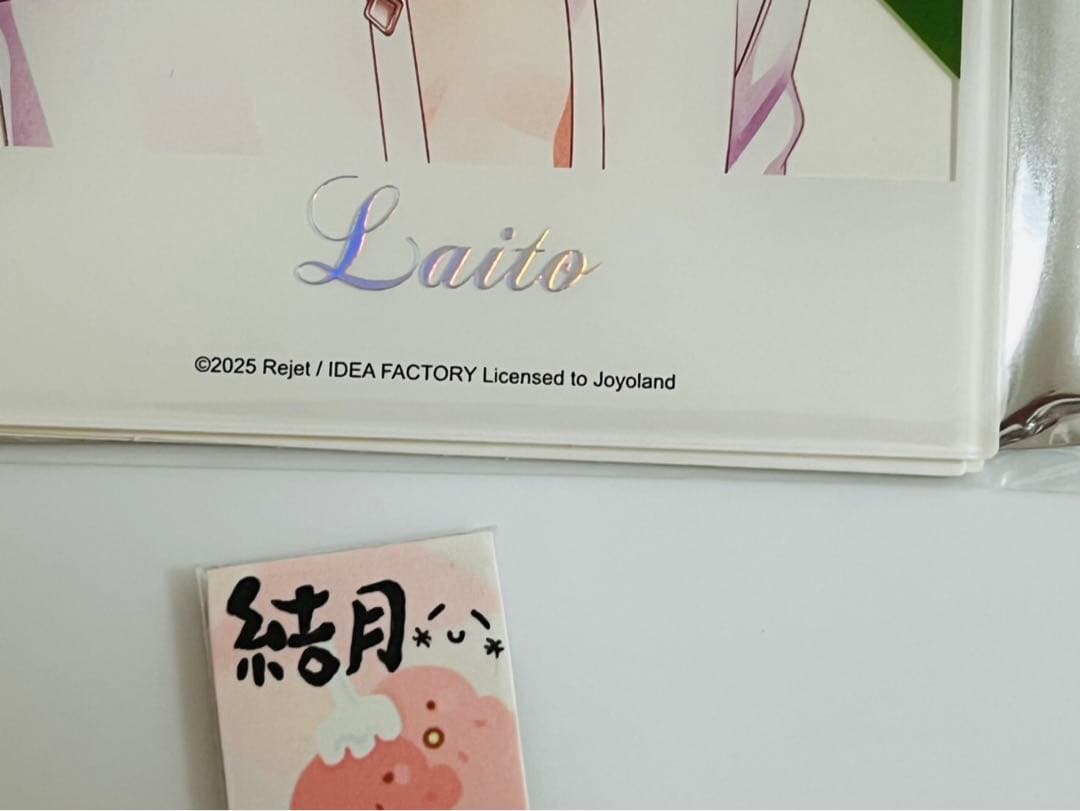 Laito
©2025 Rejet / IDEA FACTORY Licensed to Joyoland
結月